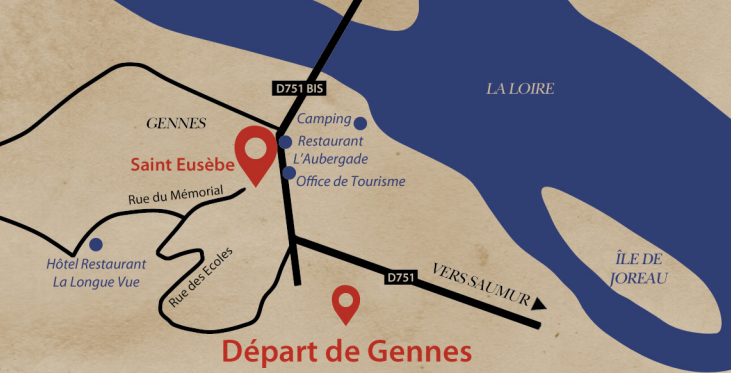 D751 BIS
LA LOIRE
GENNES
Camping
Restaurant
L'Aubergade
Saint Eusèbe
Office de Tourisme
Rue du Mémorial
Hôtel Restaurant
La Longue Vue
Rue des Ecoles
D751
VERS SAUMUR
ÎLE DE
JOREAU
Départ de Gennes